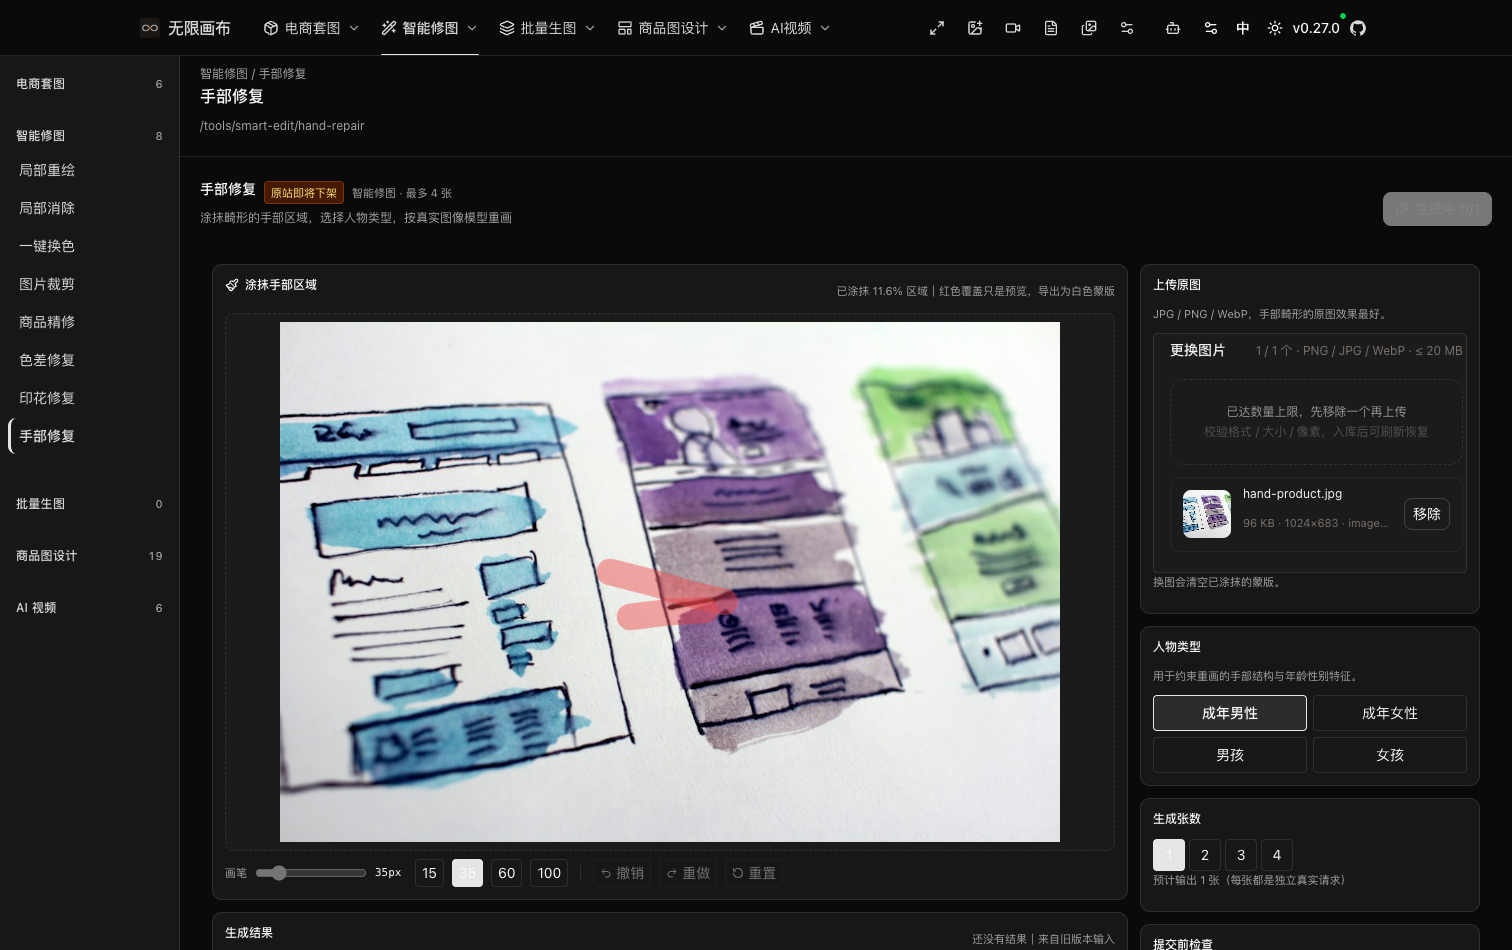 无限画布
电商套图
智能修图
批量生图
商品图设计
AI视频
中
v0.27.0
电商套图 6
智能修图 8
局部重绘
局部消除
一键换色
图片裁剪
商品精修
色差修复
印花修复
手部修复
批量生图 0
商品图设计 19
AI 视频 6
智能修图 / 手部修复
手部修复
/tools/smart-edit/hand-repair
手部修复 原站即将下架 智能修图 · 最多 4 张
涂抹畸形的手部区域，选择人物类型，按真实图像模型重画
生成中 0/1
涂抹手部区域
已涂抹 11.6% 区域 | 红色覆盖只是预览，导出为白色蒙版
画笔 35px 15 35 60 100 撤销 重做 重置
生成结果
还没有结果 | 来自旧版本输入
上传原图
JPG / PNG / WebP，手部畸形的原图效果最好。
更换图片 1 / 1 个 · PNG / JPG / WebP · ≤ 20 MB
已达数量上限，先移除一个再上传
校验格式 / 大小 / 像素，入库后可刷新恢复
hand-product.jpg
96 KB · 1024×683 · image...
移除
换图会清空已涂抹的蒙版。
人物类型
用于约束重画的手部结构与年龄性别特征。
成年男性 成年女性
男孩 女孩
生成张数
1 2 3 4
预计输出 1 张（每张都是独立真实请求）
提交前检查